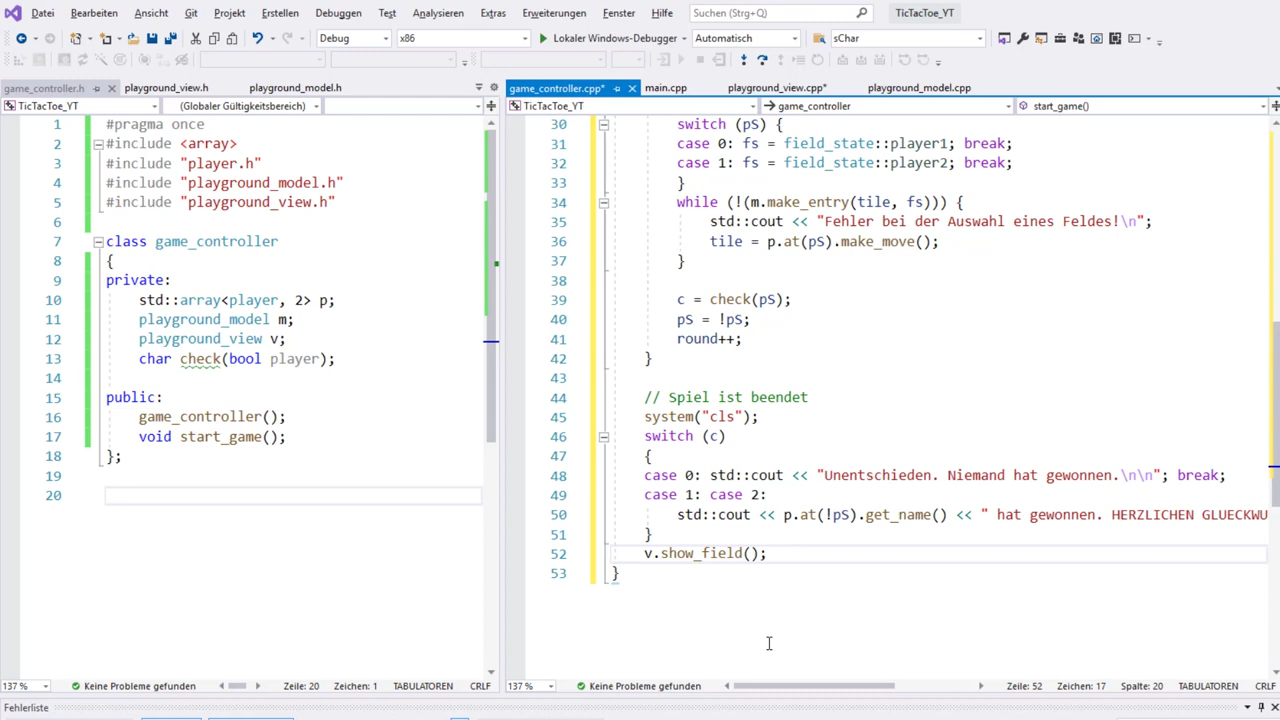 Datei Bearbeiten Ansicht Git Projekt Erstellen Debuggen Test Analysieren Extras Erweiterungen Fenster Hilfe Suchen (Strg+Q) TicTacToe_YT
Debug x86 Lokaler Windows-Debugger Automatisch sChar
game_controller.h playground_view.h playground_model.h
TicTacToe_YT (Globaler Gültigkeitsbereich)
1 #pragma once
2 #include <array>
3 #include "player.h"
4 #include "playground_model.h"
5 #include "playground_view.h"
6
7 class game_controller
8 {
9 private:
10 std::array<player, 2> p;
11 playground_model m;
12 playground_view v;
13 char check(bool player);
14
15 public:
16 game_controller();
17 void start_game();
18 };
19
20
137 % Keine Probleme gefunden Zeile: 20 Zeichen: 1 TABULATOREN CRLF
game_controller.cpp* main.cpp playground_view.cpp* playground_model.cpp
TicTacToe_YT game_controller start_game()
30 switch (pS) {
31 case 0: fs = field_state::player1; break;
32 case 1: fs = field_state::player2; break;
33 }
34 while (!(m.make_entry(tile, fs))) {
35 std::cout << "Fehler bei der Auswahl eines Feldes!\n";
36 tile = p.at(pS).make_move();
37 }
38
39 c = check(pS);
40 pS = !pS;
41 round++;
42 }
43
44 // Spiel ist beendet
45 system("cls");
46 switch (c)
47 {
48 case 0: std::cout << "Unentschieden. Niemand hat gewonnen.\n\n"; break;
49 case 1: case 2:
50 std::cout << p.at(!pS).get_name() << " hat gewonnen. HERZLICHEN GLUECKWU
51 }
52 v.show_field();
53 }
137 % Keine Probleme gefunden Zeile: 52 Zeichen: 17 Spalte: 20 TABULATOREN CRLF
Fehlerliste